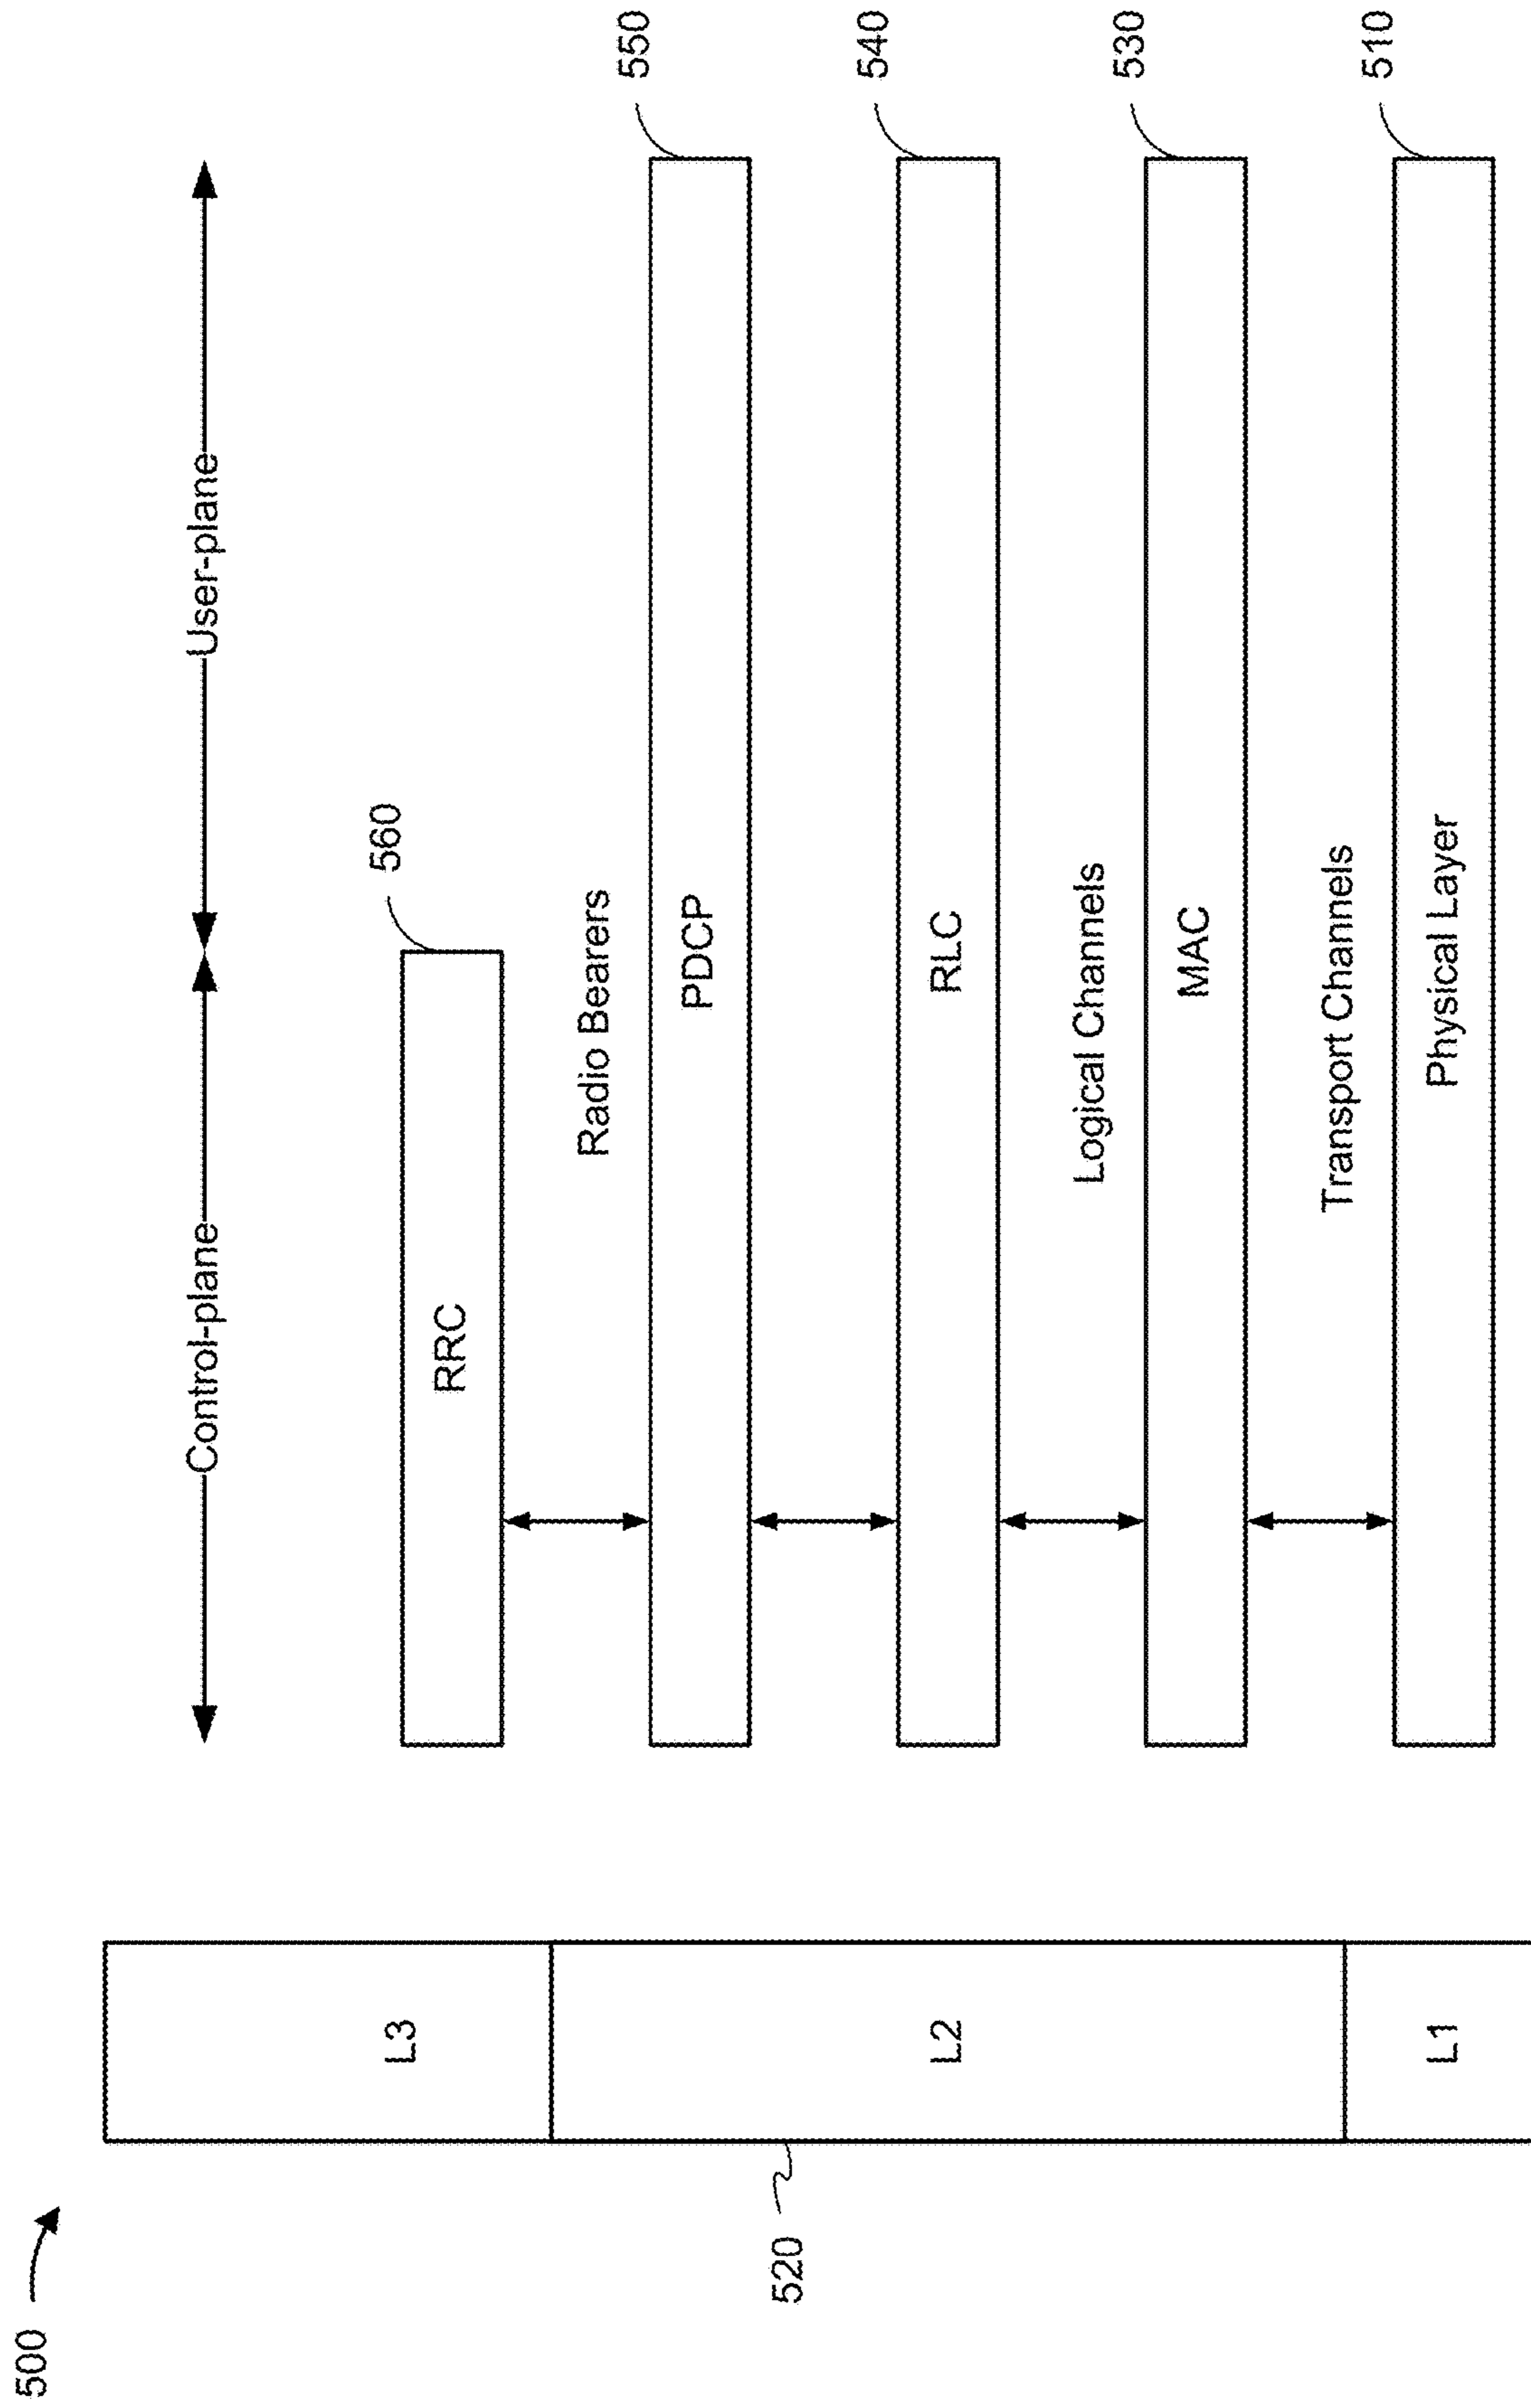 500
Control-plane
User-plane
L3
RRC
560
Radio Bearers
520
L2
PDCP
550
RLC
540
Logical Channels
MAC
530
Transport Channels
L1
Physical Layer
510